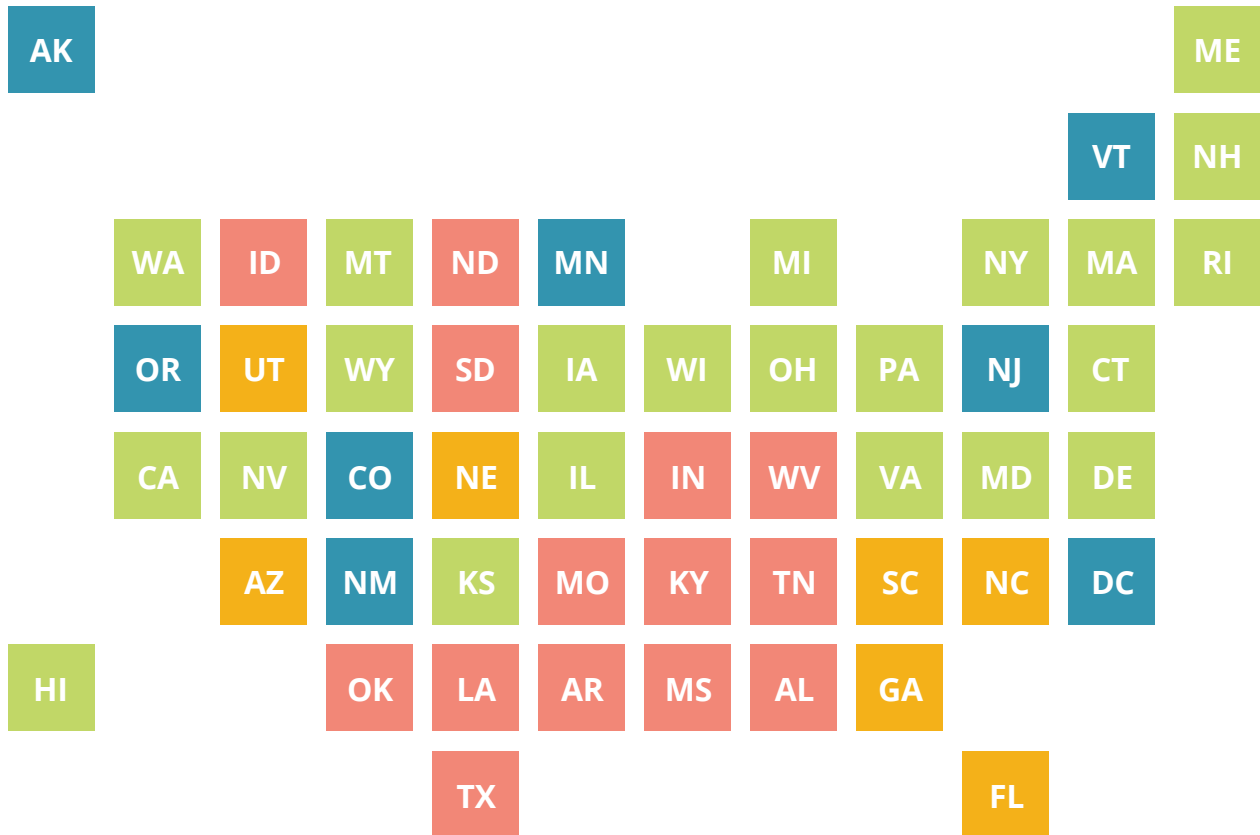 AK ME
VT NH
WA ID MT ND MN MI NY MA RI
OR UT WY SD IA WI OH PA NJ CT
CA NV CO NE IL IN WV VA MD DE
AZ NM KS MO KY TN SC NC DC
HI OK LA AR MS AL GA
TX FL